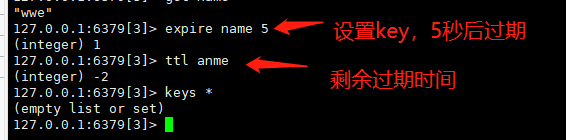 "wwe"
127.0.0.1:6379[3]> expire name 5
设置key，5秒后过期
(integer) 1
127.0.0.1:6379[3]> ttl anme
剩余过期时间
(integer) -2
127.0.0.1:6379[3]> keys *
(empty list or set)
127.0.0.1:6379[3]>